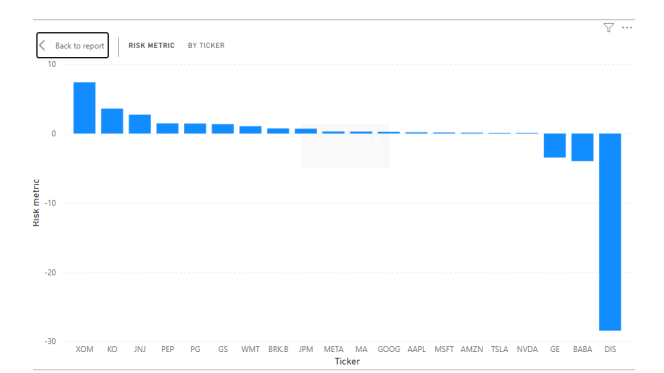 Back to report
RISK METRIC BY TICKER
10
0
-10
-20
-30
Risk metric
XOM KO JNJ PEP PG GS WMT BRK.B JPM META MA GOOG AAPL MSFT AMZN TSLA NVDA GE BABA DIS
Ticker